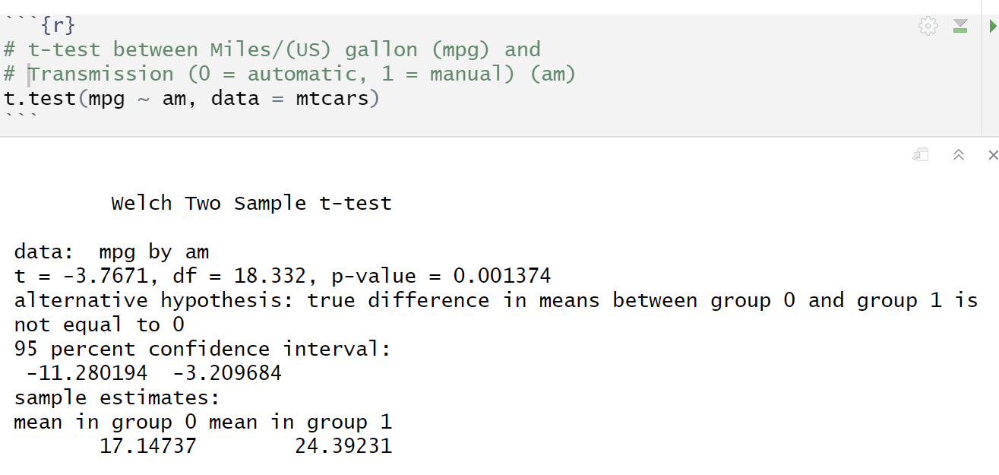 ```{r}
# t-test between Miles/(US) gallon (mpg) and
# Transmission (0 = automatic, 1 = manual) (am)
t.test(mpg ~ am, data = mtcars)
```
Welch Two Sample t-test
data:  mpg by am
t = -3.7671, df = 18.332, p-value = 0.001374
alternative hypothesis: true difference in means between group 0 and group 1 is
not equal to 0
95 percent confidence interval:
 -11.280194  -3.209684
sample estimates:
mean in group 0 mean in group 1
       17.14737        24.39231